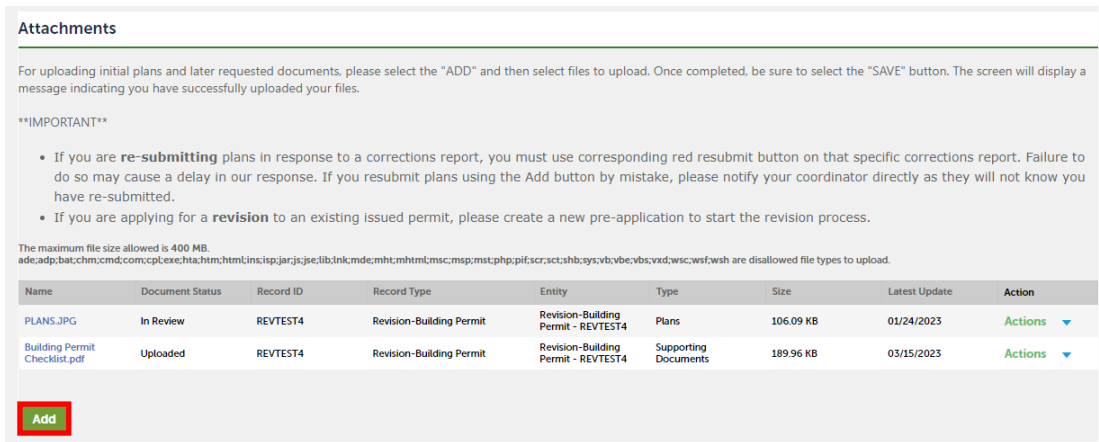 Attachments
For uploading initial plans and later requested documents, please select the "ADD" and then select files to upload. Once completed, be sure to select the "SAVE" button. The screen will display a
message indicating you have successfully uploaded your files.
**IMPORTANT**
• If you are re-submitting plans in response to a corrections report, you must use corresponding red resubmit button on that specific corrections report. Failure to
do so may cause a delay in our response. If you resubmit plans using the Add button by mistake, please notify your coordinator directly as they will not know you
have re-submitted.
• If you are applying for a revision to an existing issued permit, please create a new pre-application to start the revision process.
The maximum file size allowed is 400 MB.
ade;adp;bat;chm;cmd;com;cpl;exe;hta;htm;html;ins;isp;jar;js;jse;lib;lnk;mde;mht;mhtml;msc;msp;mst;php;pif;scr;sct;shb;sys;vb;vbe;vbs;vxd;wsc;wsf;wsh are disallowed file types to upload.
Name Document Status Record ID Record Type Entity Type Size Latest Update Action
PLANS.JPG In Review REVTEST4 Revision-Building Permit Revision-Building Permit - REVTEST4 Plans 106.09 KB 01/24/2023 Actions
Building Permit Checklist.pdf Uploaded REVTEST4 Revision-Building Permit Revision-Building Permit - REVTEST4 Supporting Documents 189.96 KB 03/15/2023 Actions
Add